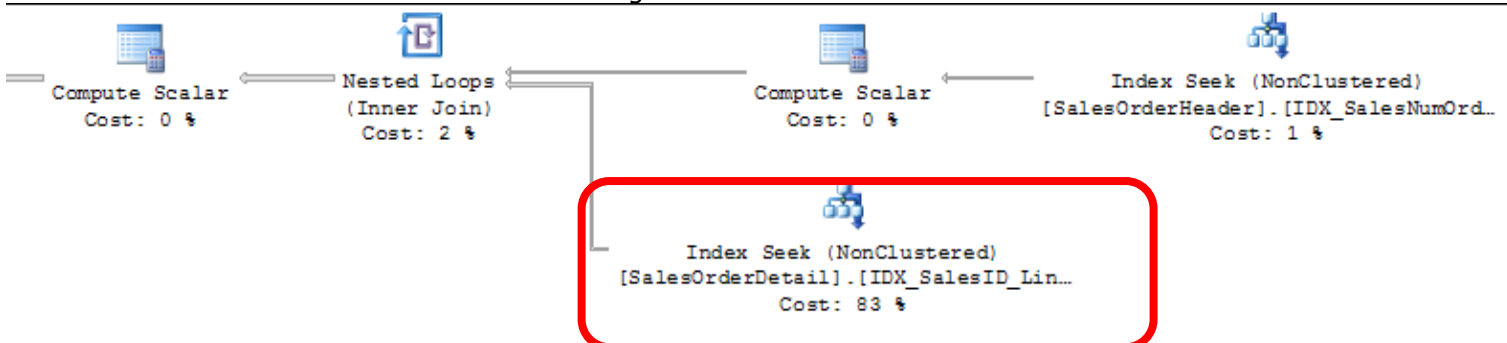 Compute Scalar
Cost: 0 %
Nested Loops
(Inner Join)
Cost: 2 %
Compute Scalar
Cost: 0 %
Index Seek (NonClustered)
[SalesOrderHeader].[IDX_SalesNumOrd…
Cost: 1 %
Index Seek (NonClustered)
[SalesOrderDetail].[IDX_SalesID_Lin…
Cost: 83 %